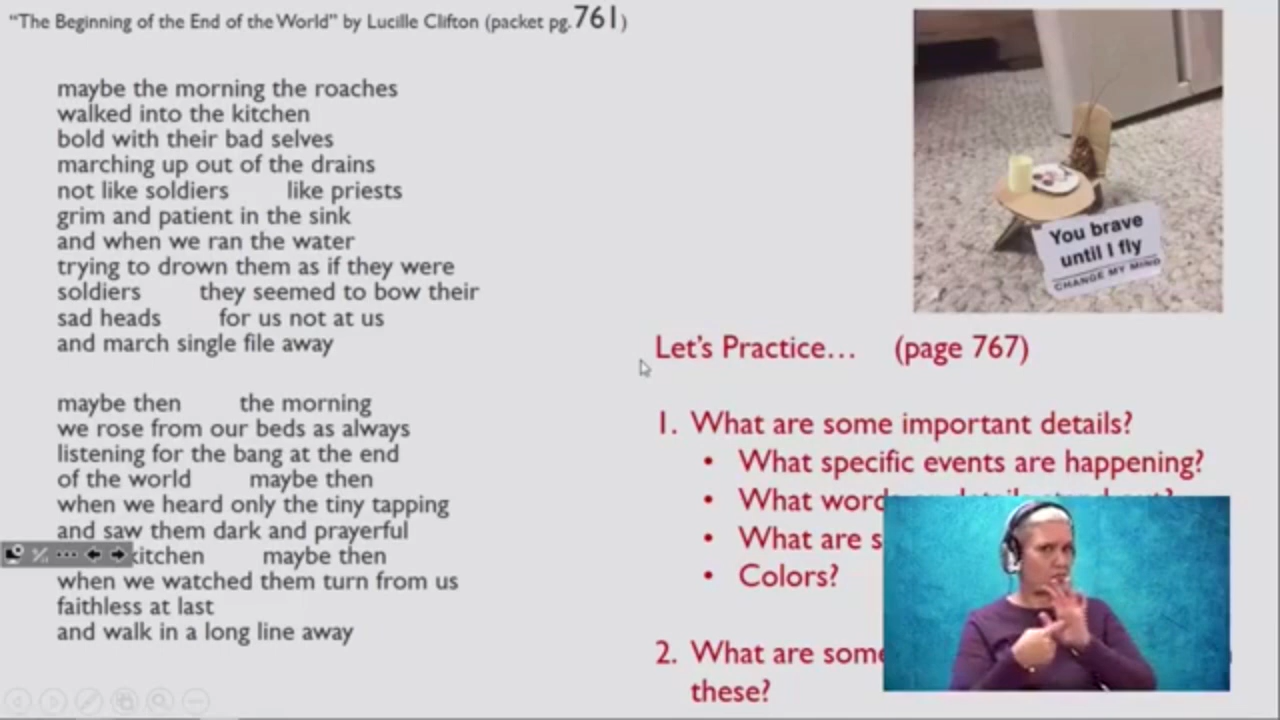 “The Beginning of the End of the World” by Lucille Clifton (packet pg.761)
maybe the morning the roaches
walked into the kitchen
bold with their bad selves
marching up out of the drains
not like soldiers like priests
grim and patient in the sink
and when we ran the water
trying to drown them as if they were
soldiers they seemed to bow their
sad heads for us not at us
and march single file away
maybe then the morning
we rose from our beds as always
listening for the bang at the end
of the world maybe then
when we heard only the tiny tapping
and saw them dark and prayerful
kitchen maybe then
when we watched them turn from us
faithless at last
and walk in a long line away
You brave
until I fly
CHANGE MY MIND
Let’s Practice… (page 767)
1. What are some important details?
• What specific events are happening?
• What words
• What are s
• Colors?
2. What are some
these?